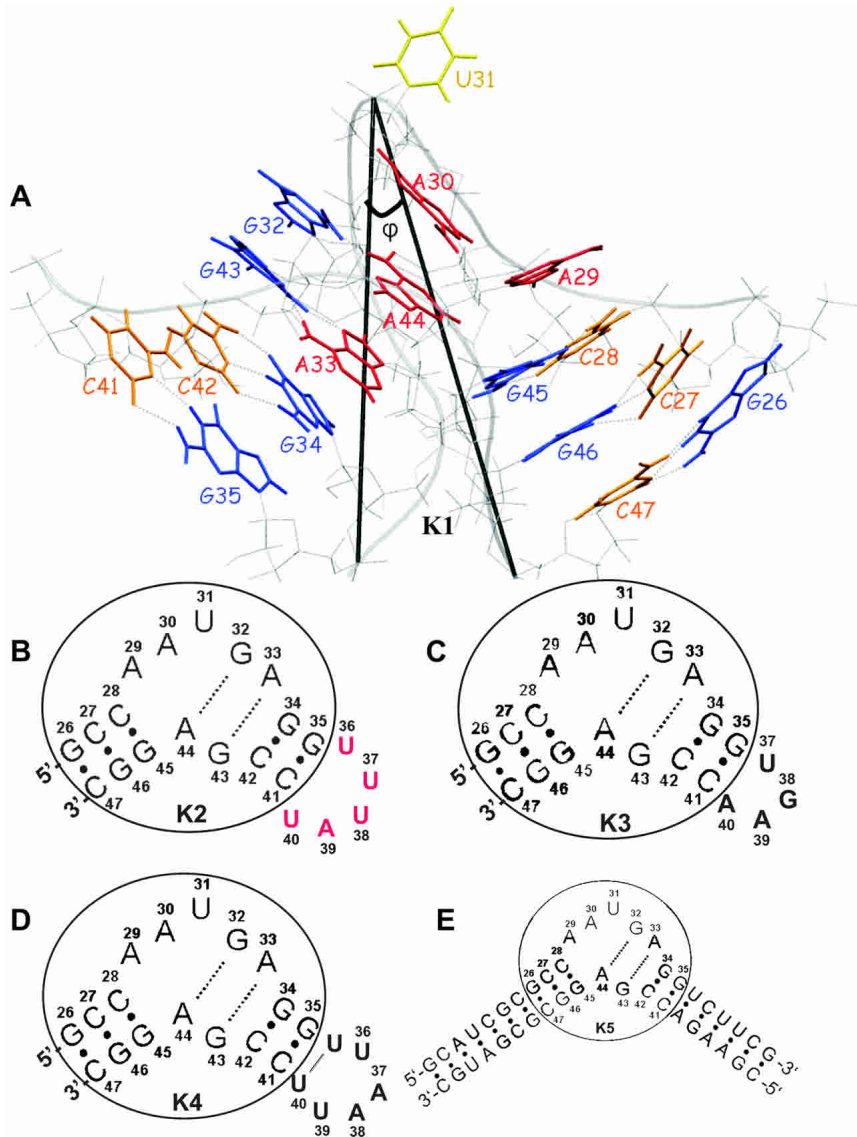 U31
A
A30
G32
φ
G43
A29
A44
C41
C42
A33
C28
G45
C27
G26
G34
G46
G35
C47
K1
B
31
U
30
A
29
A
32
G
33
A
28
C
27
C
26
G
34
G
35
G
36
U
37
U
U
38
A
39
U
40
A
44
G
43
C
42
C
41
G
45
G
46
C
47
5'
3'
K2
C
31
U
30
A
29
A
32
G
33
A
28
C
27
C
26
G
34
G
35
G
37
U
38
G
A
39
A
40
A
44
G
43
C
42
C
41
G
45
G
46
C
47
5'
3'
K3
D
31
U
30
A
29
A
32
G
33
A
28
C
27
C
26
G
34
G
35
G
U
36
U
37
A
A
38
U
39
U
40
A
44
G
43
C
42
C
41
G
45
G
46
C
47
5'
3'
K4
E
31
U
30
A
29
A
32
G
33
A
28
C
27
C
26
G
34
G
35
G
A
44
G
43
C
42
C
41
G
45
G
46
C
47
K5
5'-GCAUCGC
3'-CGUAGCG
UCUUCG-3'
AGAAGC-5'